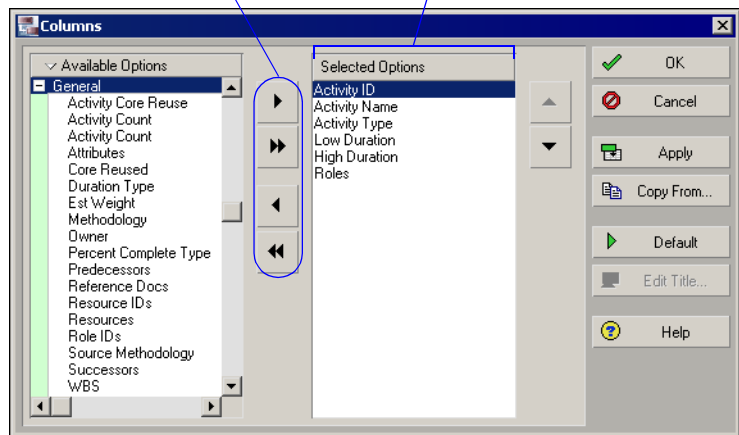 Columns
Available Options
General
Activity Core Reuse
Activity Count
Activity Count
Attributes
Core Reused
Duration Type
Est Weight
Methodology
Owner
Percent Complete Type
Predecessors
Reference Docs
Resource IDs
Resources
Role IDs
Source Methodology
Successors
WBS
Selected Options
Activity ID
Activity Name
Activity Type
Low Duration
High Duration
Roles
OK
Cancel
Apply
Copy From...
Default
Edit Title...
Help